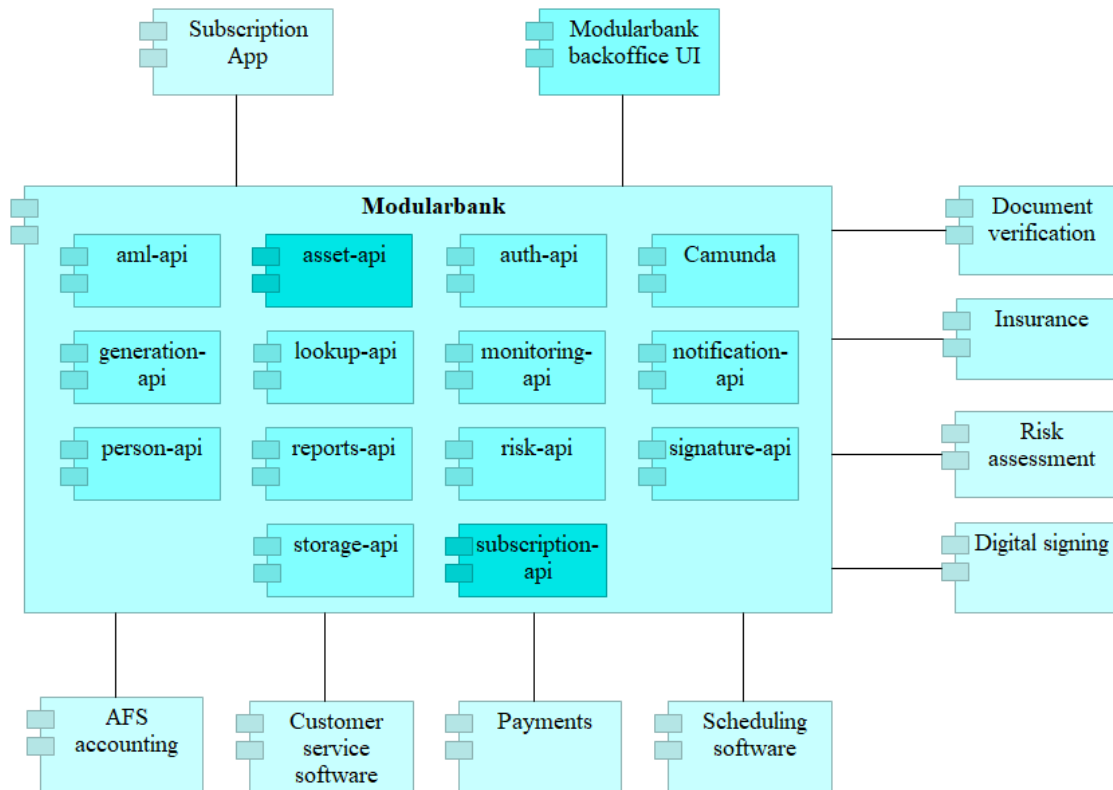 Subscription
App
Modularbank
backoffice UI
Modularbank
aml-api
asset-api
auth-api
Camunda
generation-
api
lookup-api
monitoring-
api
notification-
api
person-api
reports-api
risk-api
signature-api
storage-api
subscription-
api
Document
verification
Insurance
Risk
assessment
Digital signing
AFS
accounting
Customer
service
software
Payments
Scheduling
software